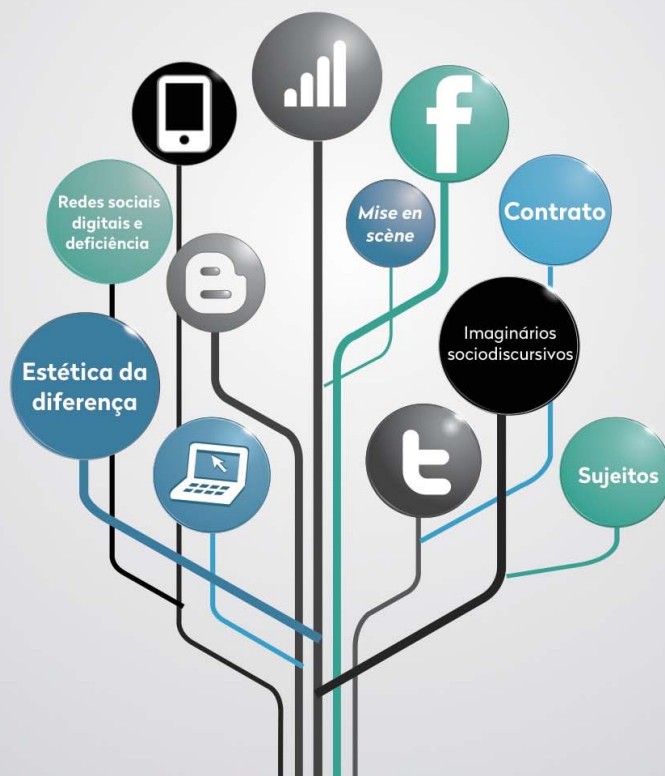 Redes sociais
digitais e
deficiência
Mise en
scène
Contrato
Imaginários
sociodiscursivos
Estética da
diferença
Sujeitos